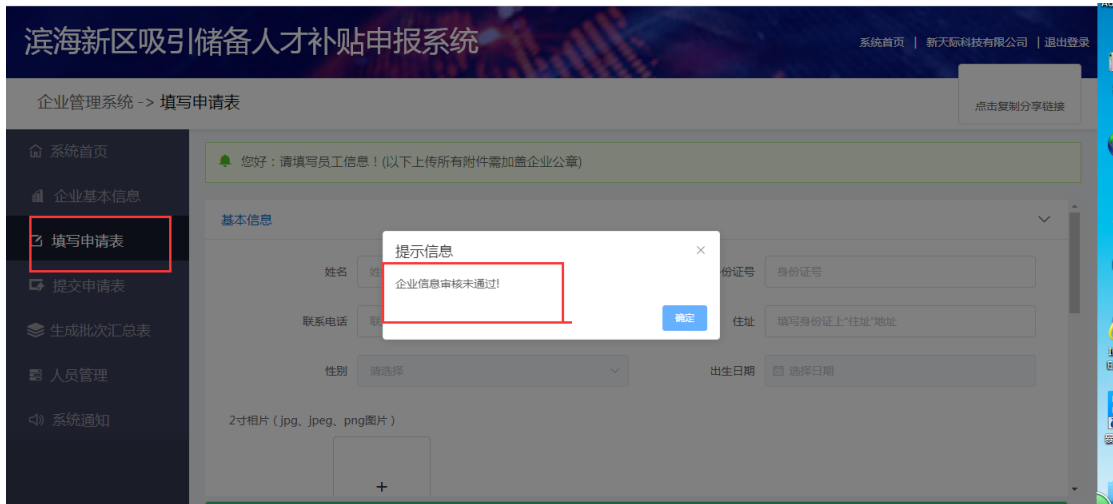 滨海新区吸引储备人才补贴申报系统
系统首页 | 新天际科技有限公司 | 退出登录
企业管理系统 -> 填写申请表
点击复制分享链接
系统首页
企业基本信息
填写申请表
提交申请表
生成批次汇总表
人员管理
系统通知
您好：请填写员工信息！(以下上传所有附件需加盖企业公章)
基本信息
提示信息
企业信息审核未通过!
确定
姓名
份证号 身份证号
联系电话
住址 填写身份证上“住址”地址
性别 请选择
出生日期 选择日期
2寸相片 ( jpg、jpeg、png图片 )
+